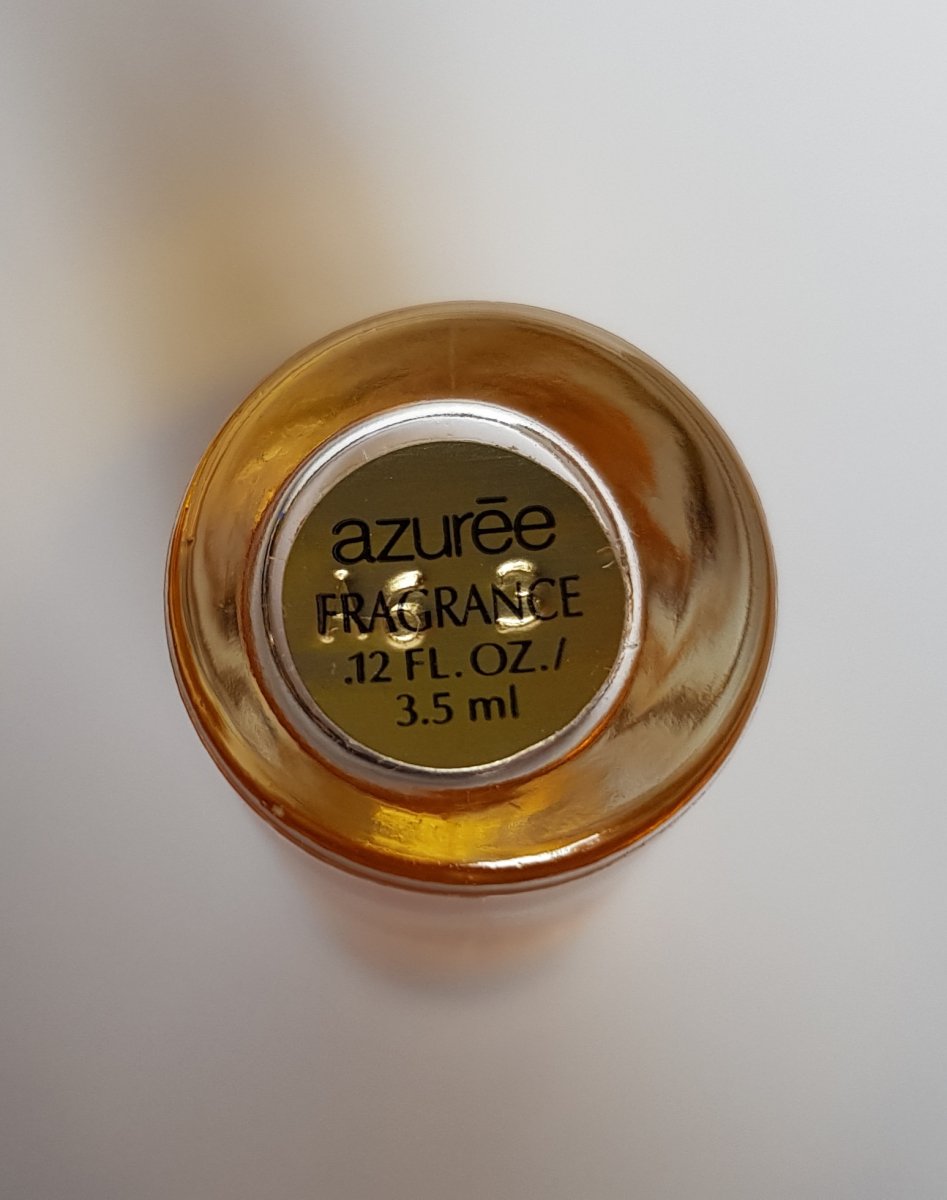 azurēe
FRAGRANCE
.12 FL. OZ./
3.5 ml